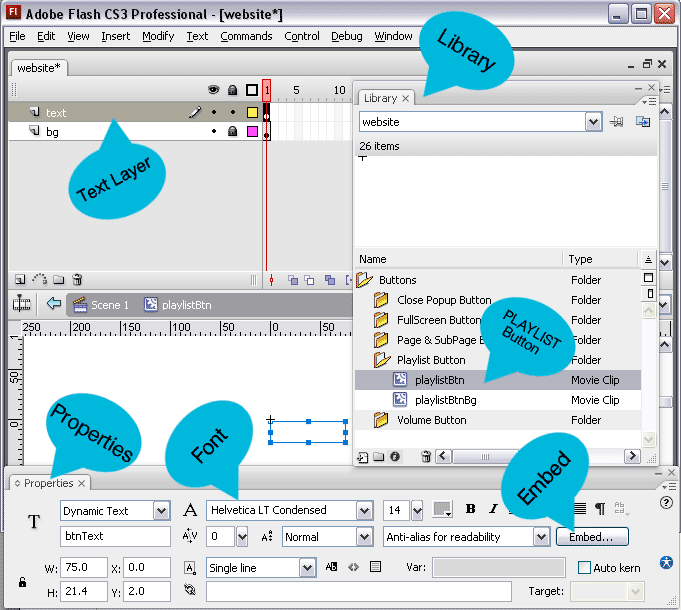 Adobe Flash CS3 Professional - [website*]
File Edit View Insert Modify Text Commands Control Debug Window
Library
website*
1 5 10
Library
text
website
bg
26 items
Text Layer
Name Type
Buttons Folder
Close Popup Button Folder
Scene 1 playlistBtn
FullScreen Button Folder
PLAYLIST
Button
250 200 150 100 50 0 50
Page & SubPage B Folder
Playlist Button Folder
50
playlistBtn Movie Clip
playlistBtnBg Movie Clip
0
Volume Button Folder
Properties
Font
Embed
Properties
T Dynamic Text A Helvetica LT Condensed 14 B I
btnText A|V 0 Normal Anti-alias for readability Embed...
W: 75.0 X: 0.0 Single line AB <> Var: Auto kern
H: 21.4 Y: 2.0 Target: